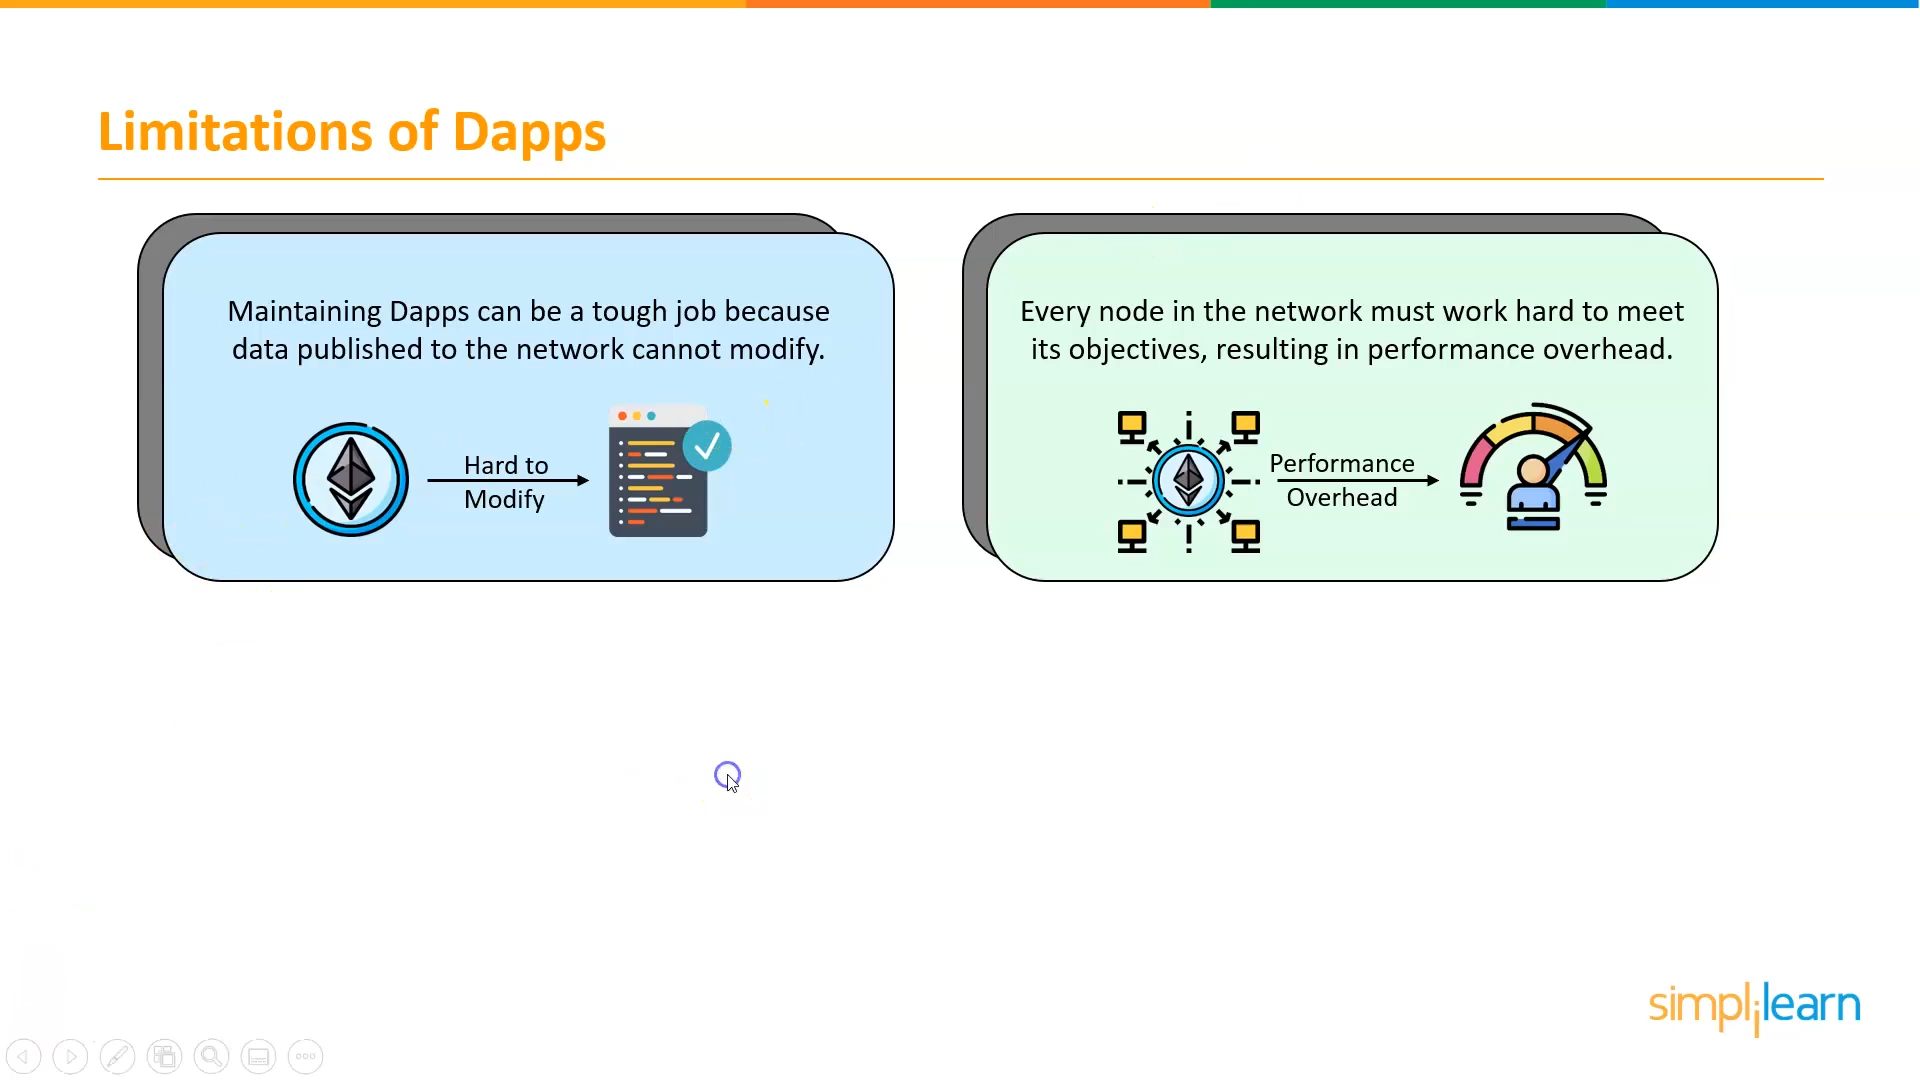 Limitations of Dapps
Maintaining Dapps can be a tough job because
data published to the network cannot modify.
Hard to
Modify
Every node in the network must work hard to meet
its objectives, resulting in performance overhead.
Performance
Overhead
simplilearn